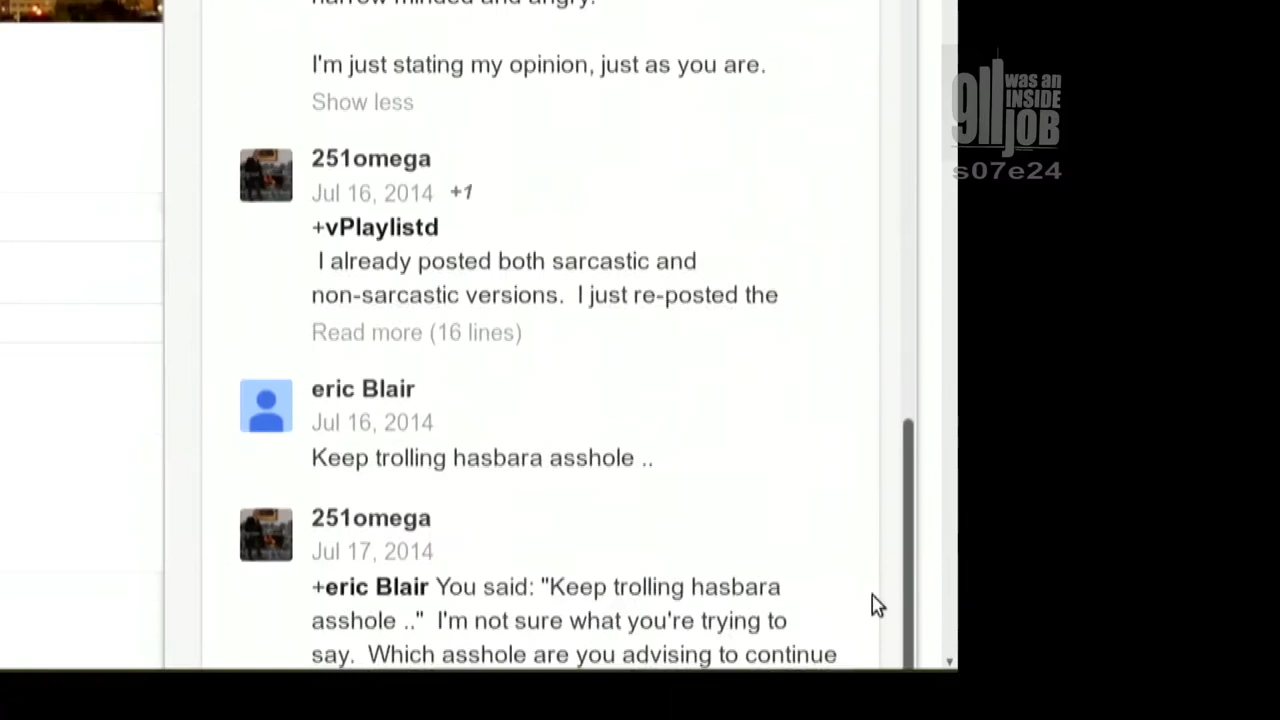 narrow minded and angry.
I'm just stating my opinion, just as you are.
Show less
251omega
Jul 16, 2014 +1
+vPlaylistd
I already posted both sarcastic and
non-sarcastic versions.  I just re-posted the
Read more (16 lines)
eric Blair
Jul 16, 2014
Keep trolling hasbara asshole ..
251omega
Jul 17, 2014
+eric Blair You said: "Keep trolling hasbara
asshole .."  I'm not sure what you're trying to
say.  Which asshole are you advising to continue
911 was an
INSIDE
JOB
s07e24